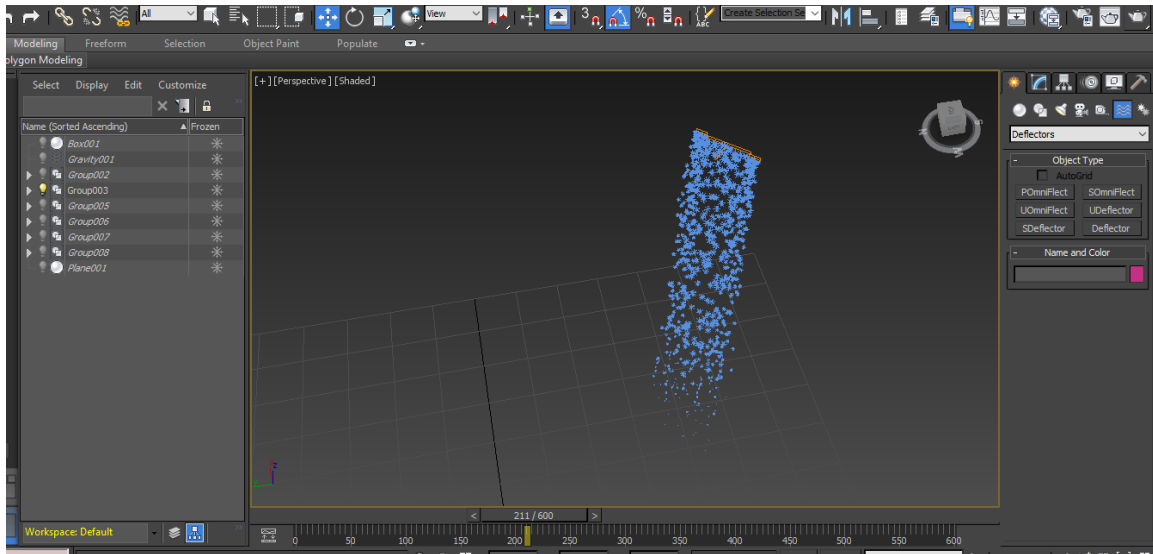 All
View
3
%
ABC
Create Selection Se
Modeling Freeform Selection Object Paint Populate
olygon Modeling
Select Display Edit Customize
Name (Sorted Ascending) Frozen
Box001
Gravity001
Group002
Group003
Group005
Group006
Group007
Group008
Plane001
Workspace: Default
[+][Perspective][Shaded]
z
< 211 / 600 >
0 50 100 150 200 250 300 350 400 450 500 550 600
Deflectors
- Object Type
AutoGrid
POmniFlect SOmniFlect
UOmniFlect UDeflector
SDeflector Deflector
- Name and Color